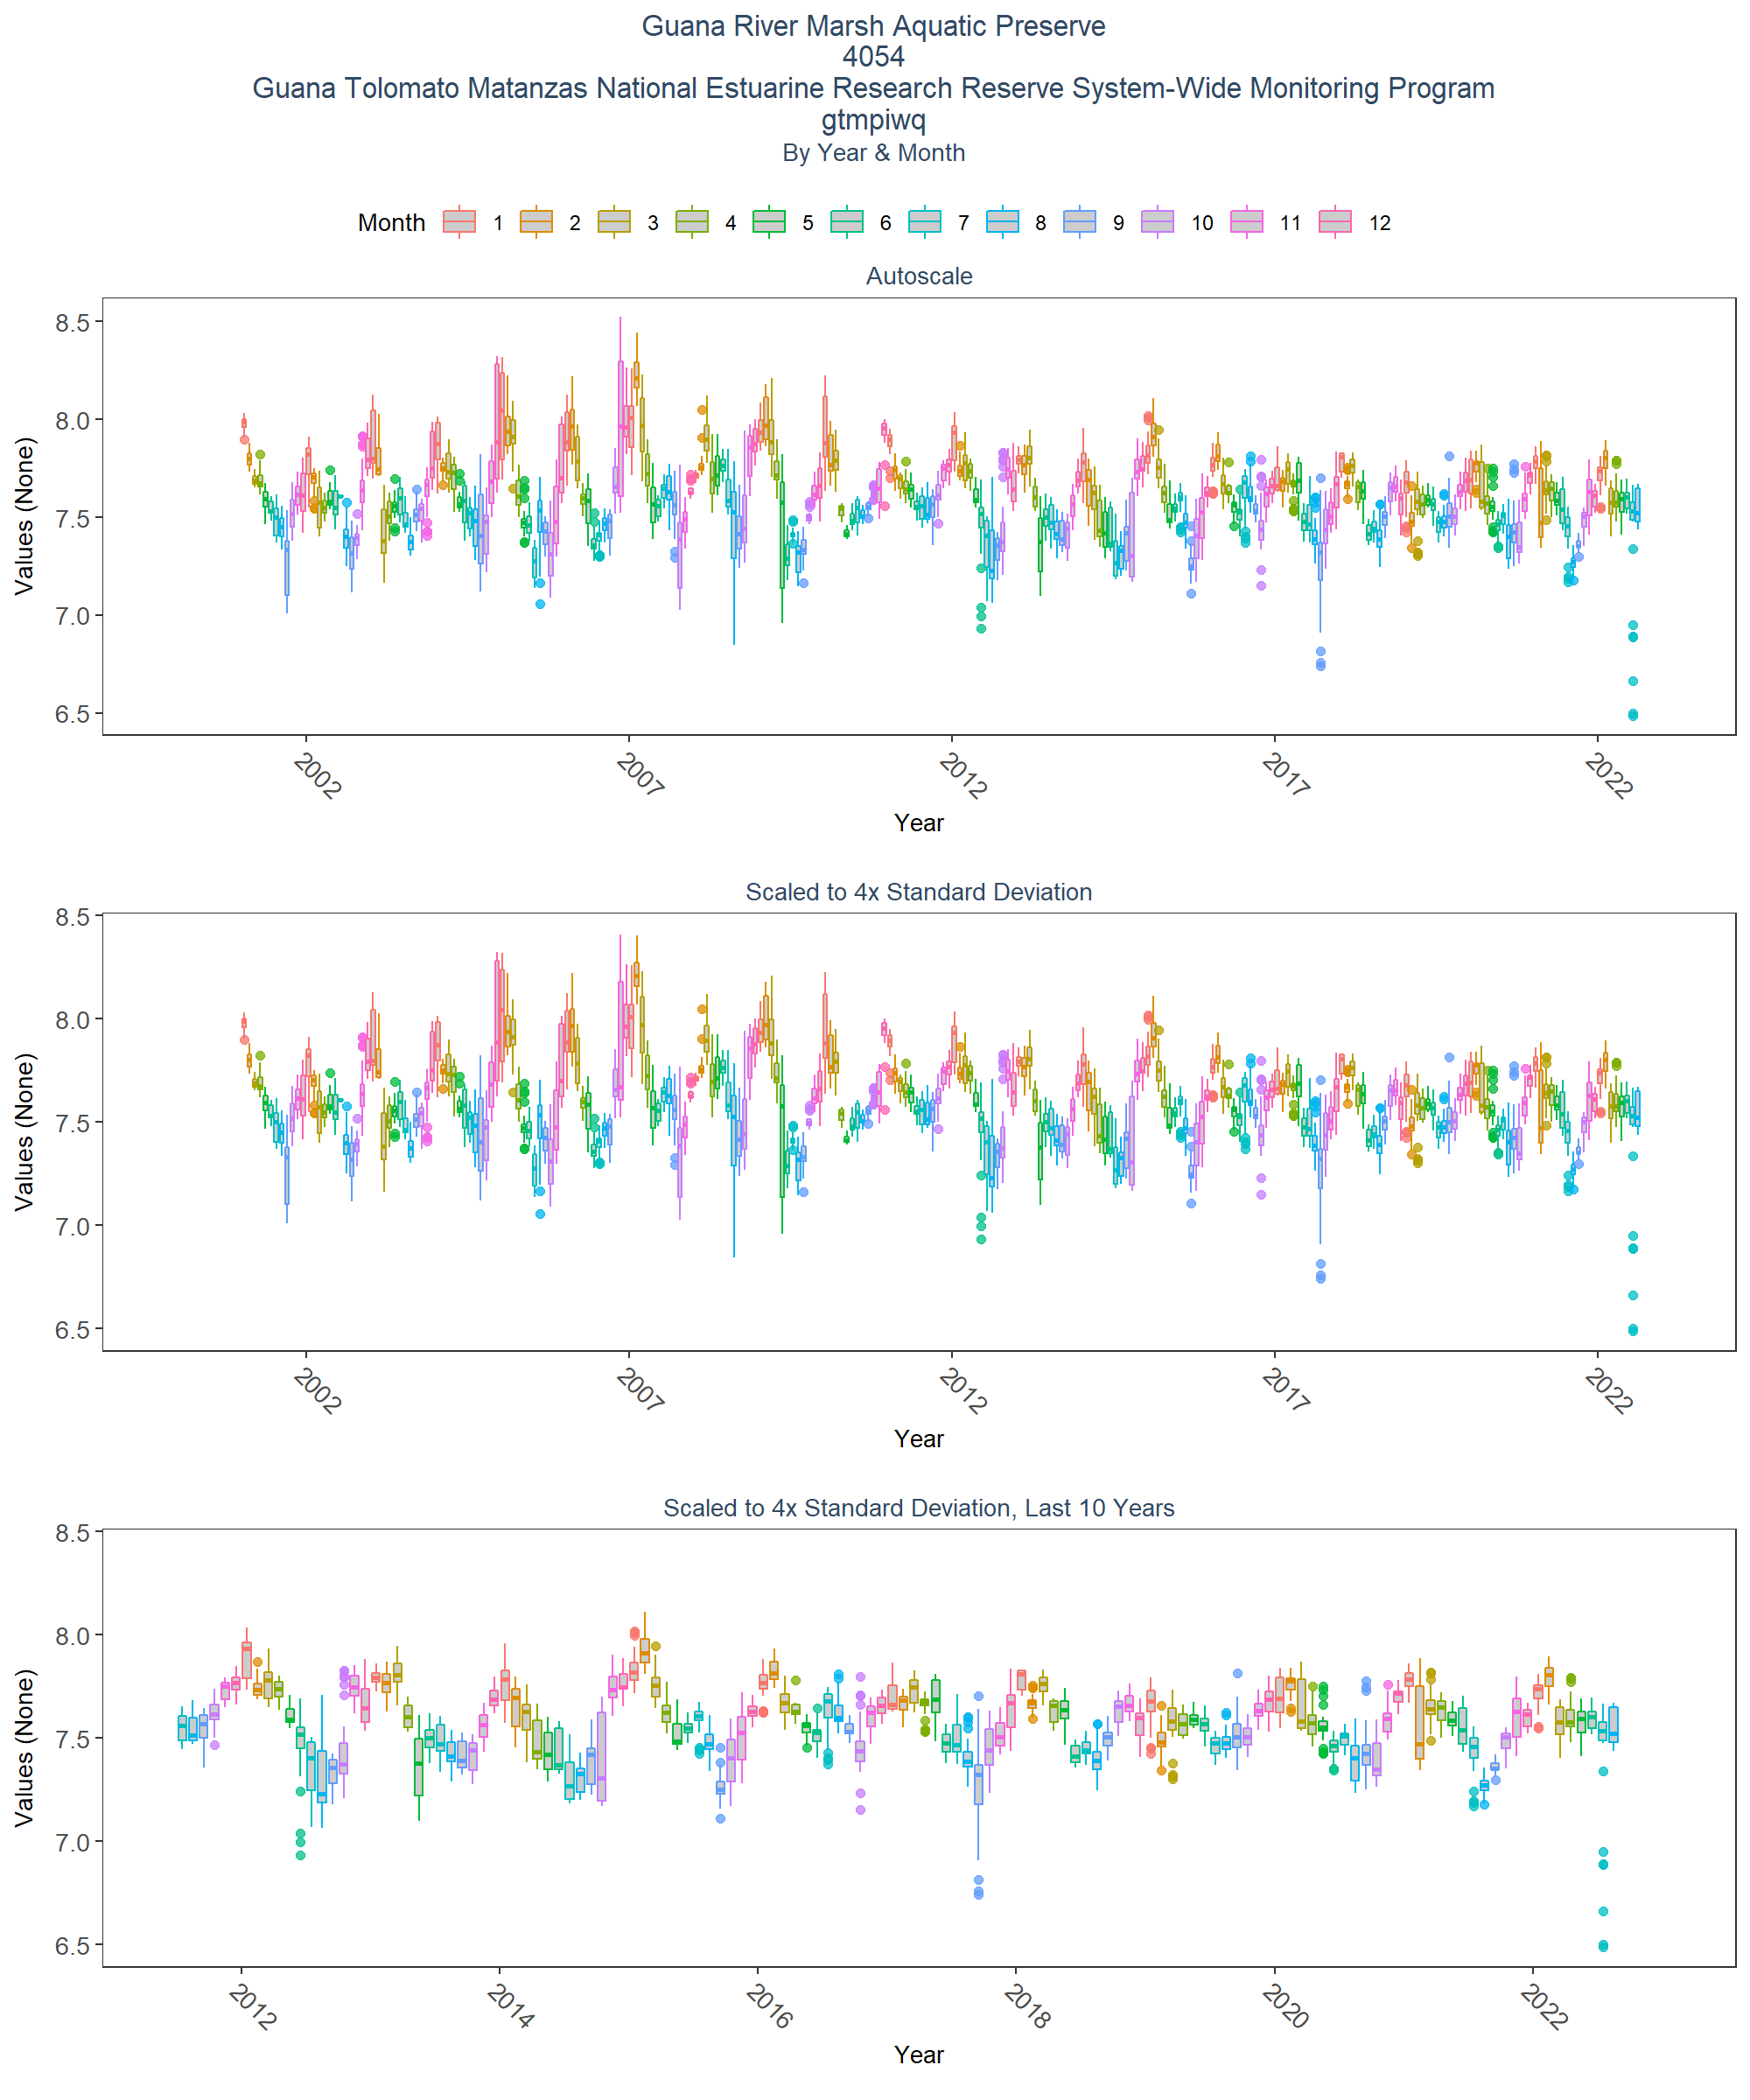 Guana River Marsh Aquatic Preserve
4054
Guana Tolomato Matanzas National Estuarine Research Reserve System-Wide Monitoring Program
gtmpiwq
By Year & Month
Month 1 2 3 4 5 6 7 8 9 10 11 12
Autoscale
8.5
8.0
7.5
7.0
6.5
Values (None)
2002 2007 2012 2017 2022
Year
Scaled to 4x Standard Deviation
8.5
8.0
7.5
7.0
6.5
Values (None)
2002 2007 2012 2017 2022
Year
Scaled to 4x Standard Deviation, Last 10 Years
8.5
8.0
7.5
7.0
6.5
Values (None)
2012 2014 2016 2018 2020 2022
Year